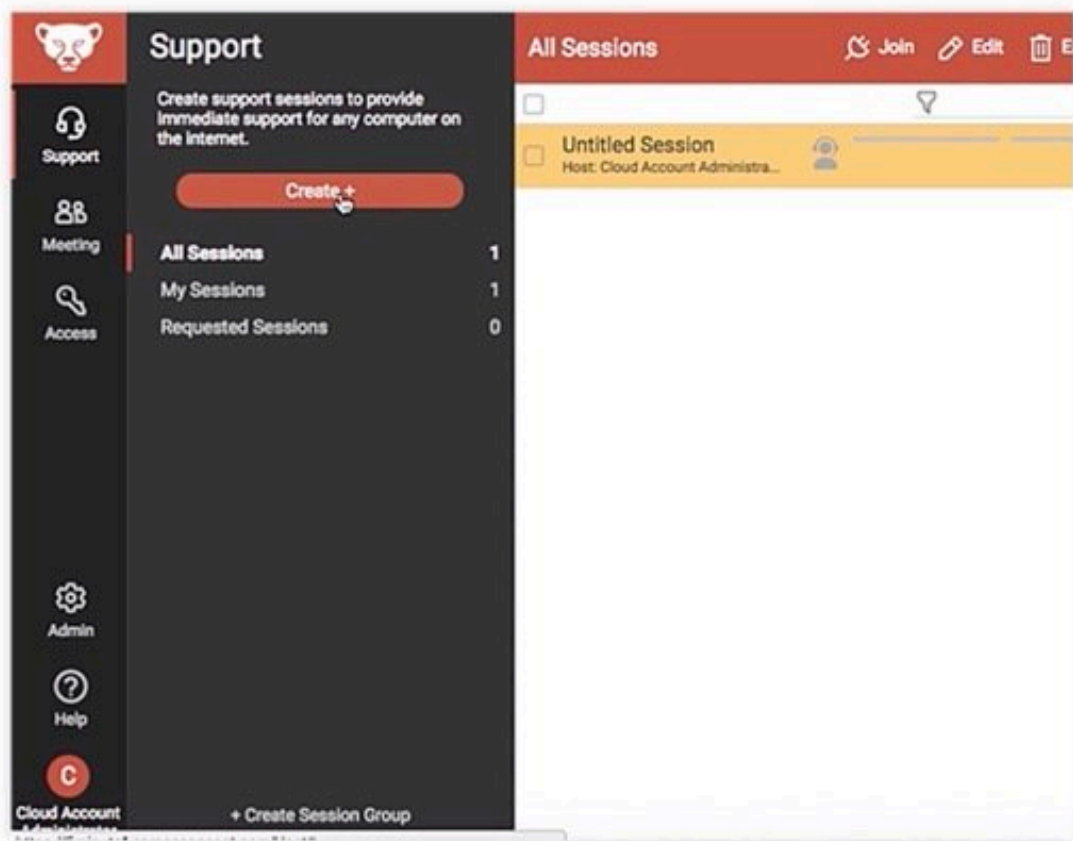 Support
Meeting
Access
Admin
Help
C
Cloud Account
Administrator
Support
Create support sessions to provide
immediate support for any computer on
the internet.
Create +
All Sessions 1
My Sessions 1
Requested Sessions 0
+ Create Session Group
All Sessions
Join
Edit
Untitled Session
Host: Cloud Account Administra...